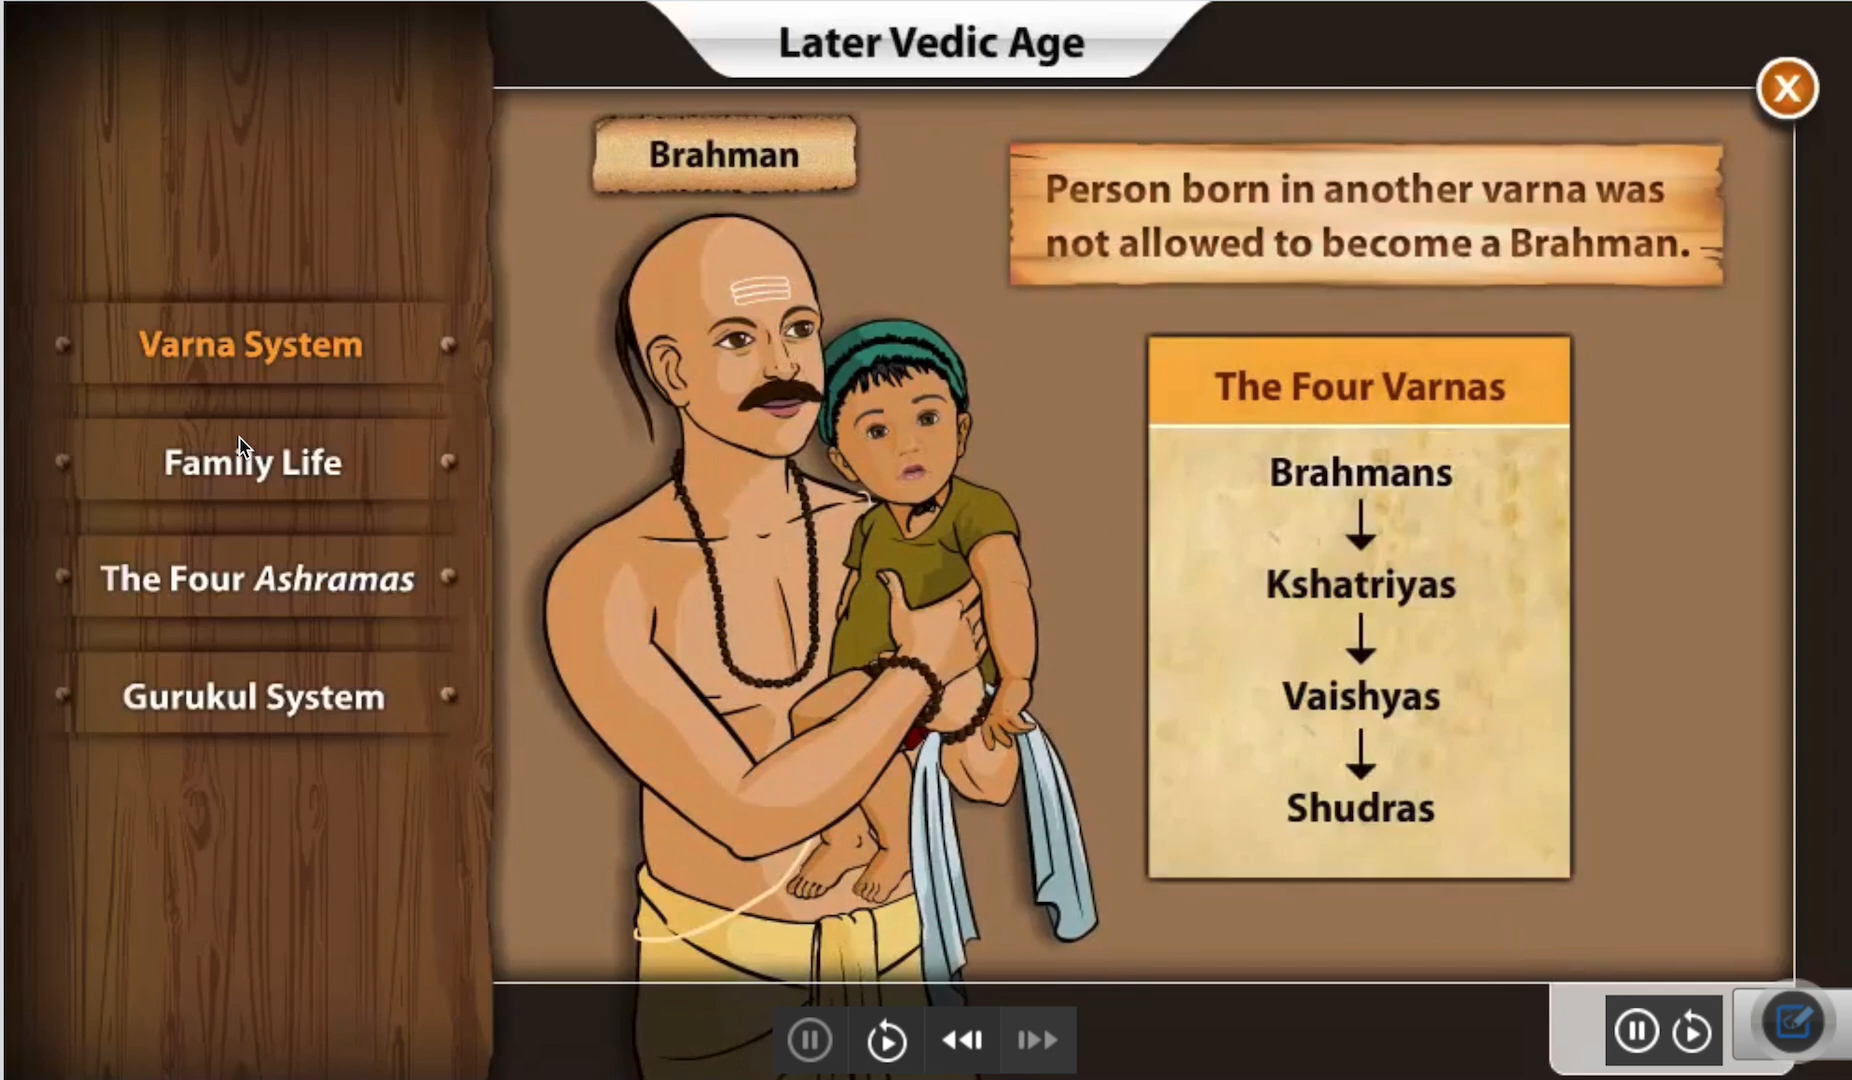 Later Vedic Age
X
Brahman
Person born in another varna was
not allowed to become a Brahman.
Varna System
Family Life
The Four Ashramas
Gurukul System
The Four Varnas
Brahmans
Kshatriyas
Vaishyas
Shudras